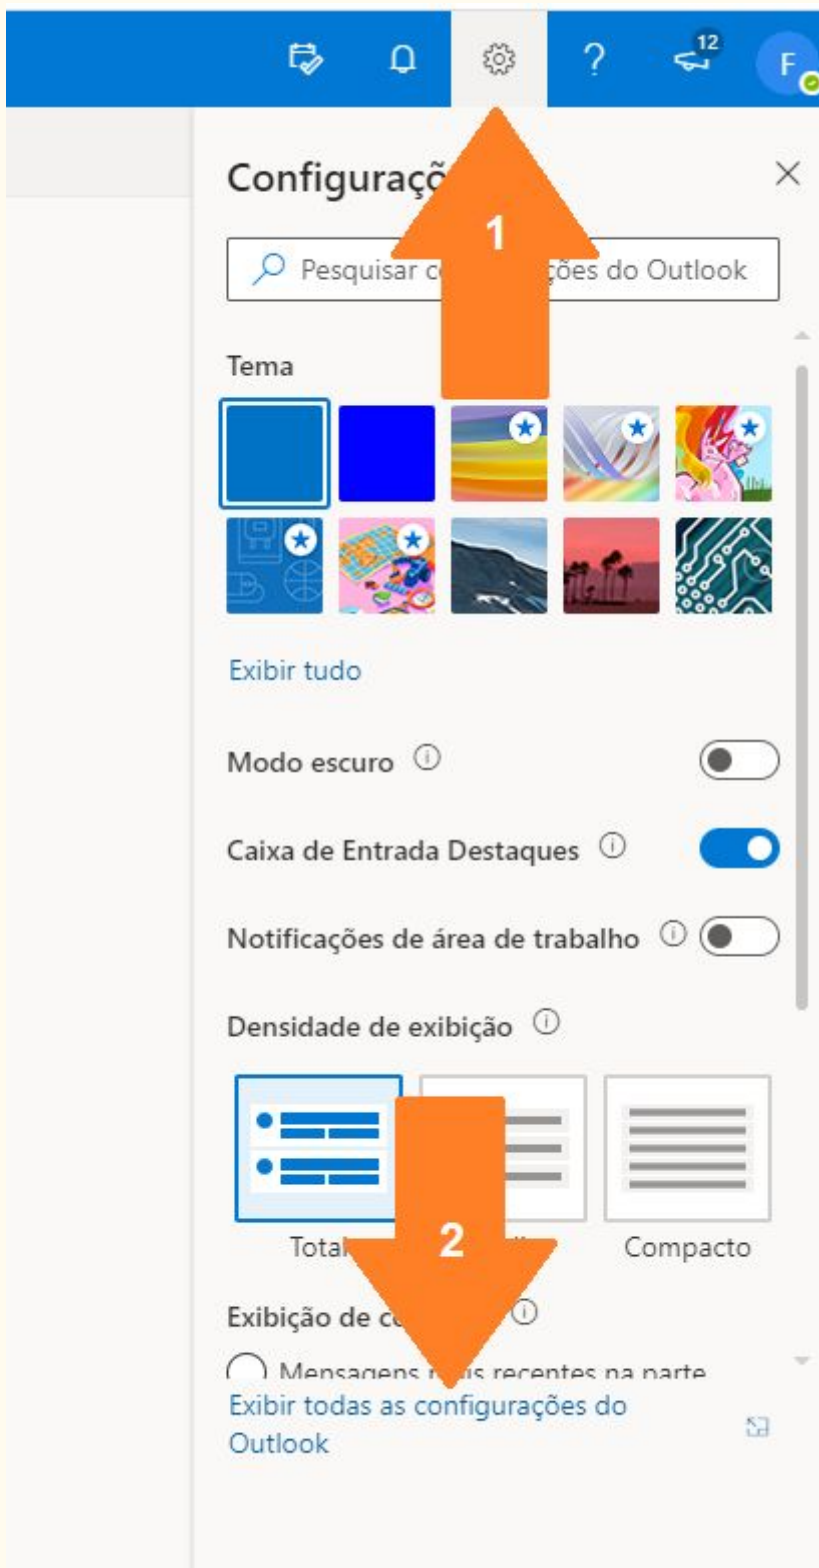 ?
12
F
Configuraçõ
1
Pesquisar c ções do Outlook
Tema
Exibir tudo
Modo escuro
Caixa de Entrada Destaques
Notificações de área de trabalho
Densidade de exibição
Total
2
Compacto
Exibição de co
Mensagens is recentes na parte
Exibir todas as configurações do
Outlook